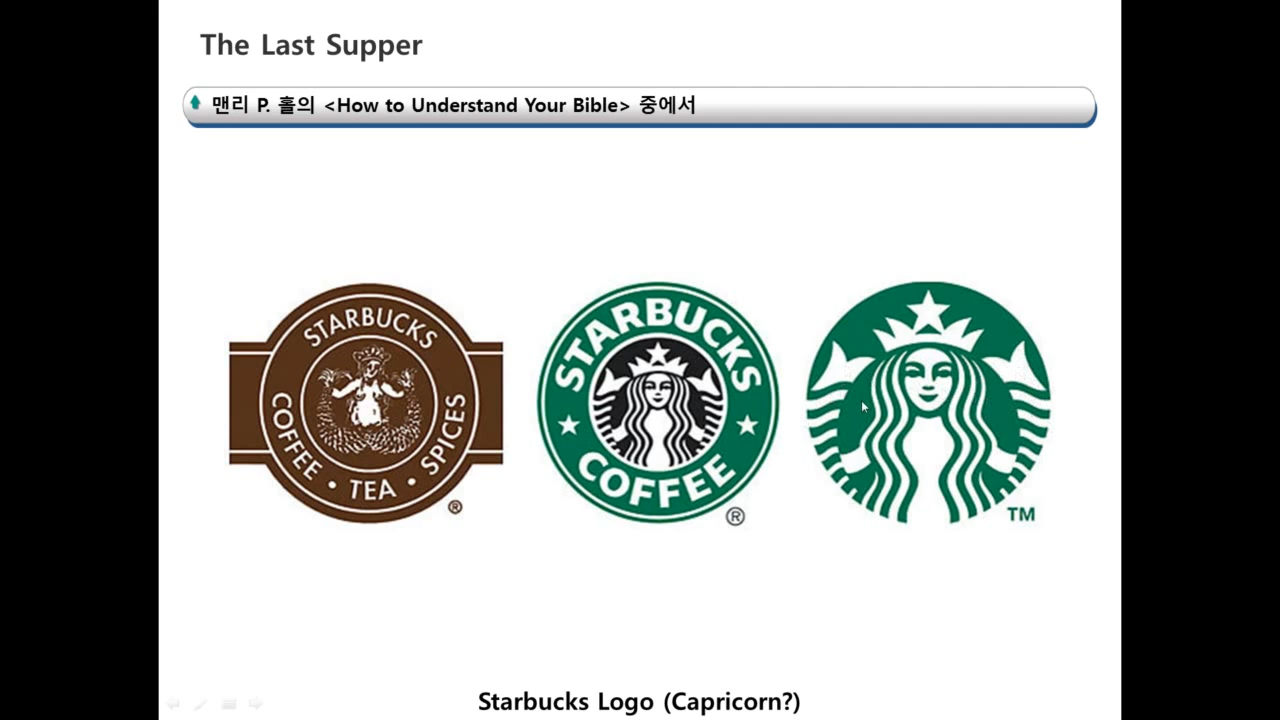 The Last Supper
맨리 P. 홀의 <How to Understand Your Bible> 중에서
STARBUCKS
COFFEE • TEA • SPICES
®
STARBUCKS
COFFEE
®
TM
Starbucks Logo (Capricorn?)